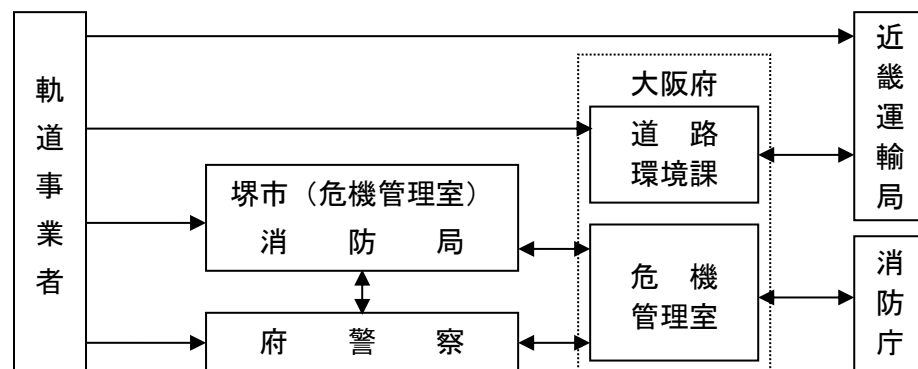 軌道事業者
近畿運輸局
大阪府
道　路
環境課
堺市（危機管理室）
消　防　局
危　機
管理室
府　警　察
消防庁